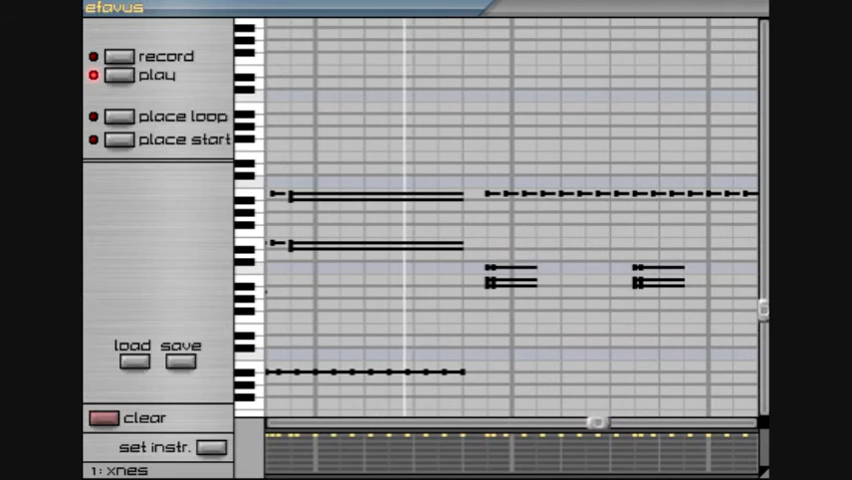 efavus
record
play
place loop
place start
load save
clear
set instr.
1: xnes